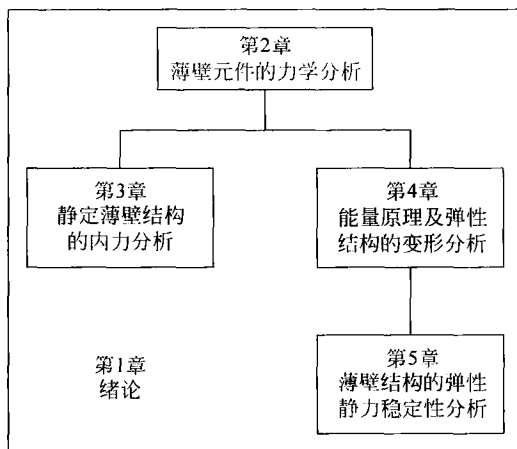 第2章
薄壁元件的力学分析
第3章
静定薄壁结构
的内力分析
第4章
能量原理及弹性
结构的变形分析
第1章
绪论
第5章
薄壁结构的弹性
静力稳定性分析